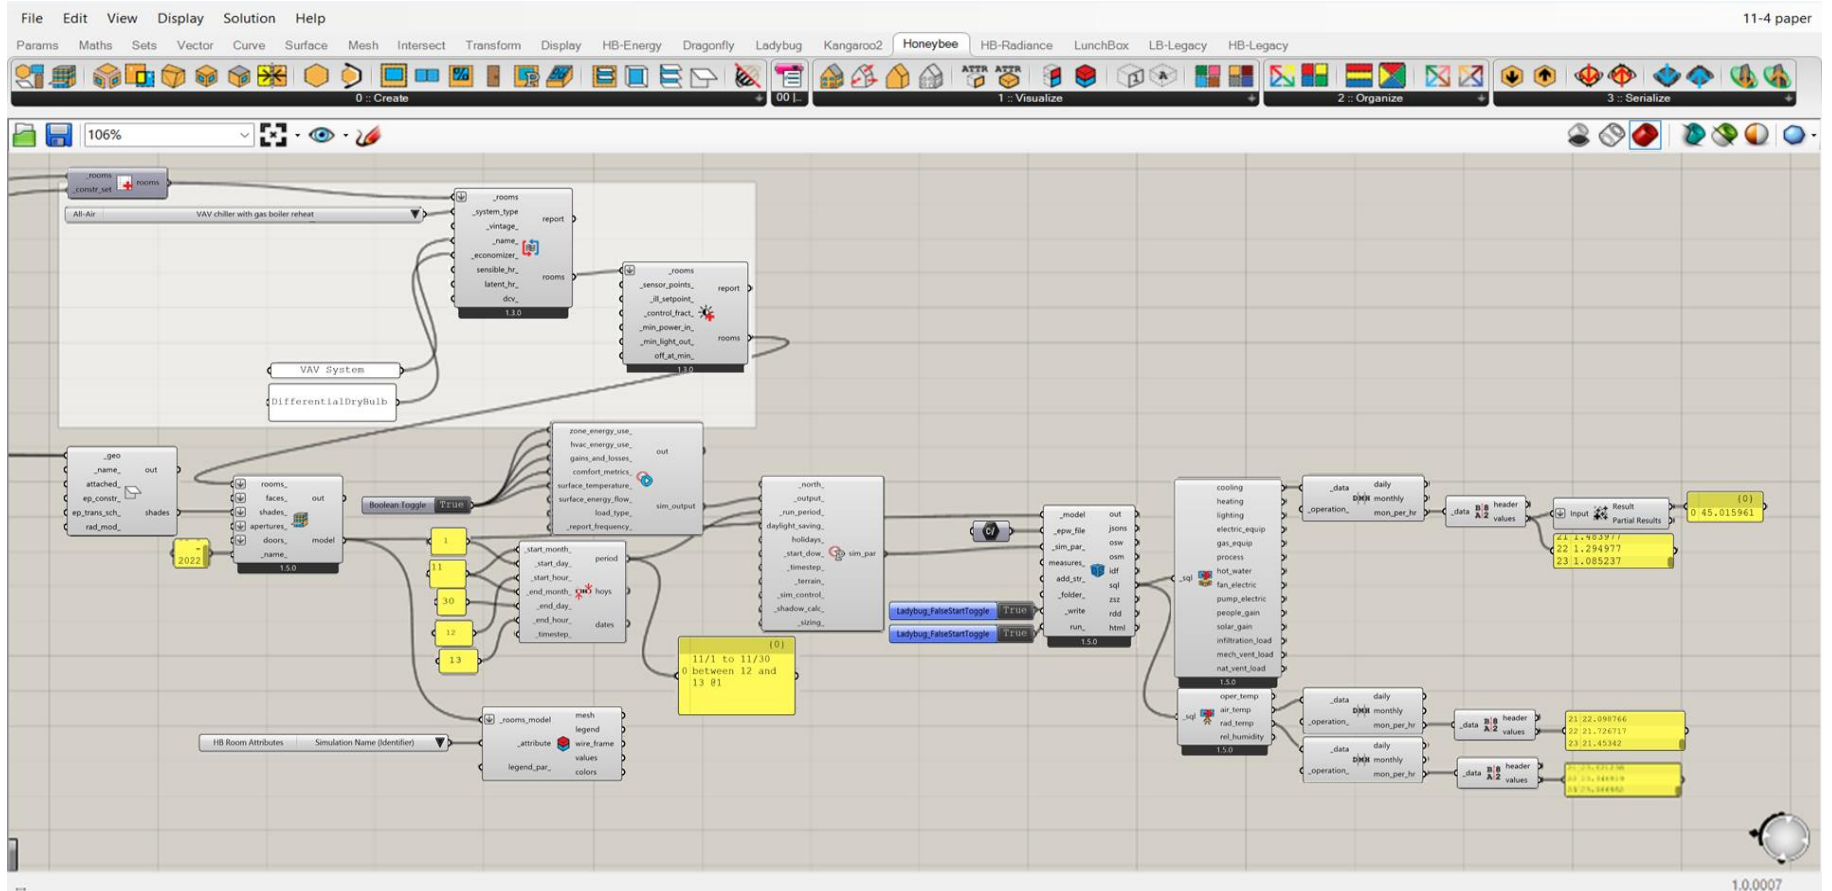 File Edit View Display Solution Help
11-4 paper
Params Maths Sets Vector Curve Surface Mesh Intersect Transform Display HB-Energy Dragonfly Ladybug Kangaroo2 Honeybee HB-Radiance LunchBox LB-Legacy HB-Legacy
ATTR ATTR
0 :: Create
00 |..
1 :: Visualize
2 :: Organize
3 :: Serialize
106%
_rooms
_constr_set
rooms
All-Air VAV chiller with gas boiler reheat
_rooms
_system_type
_vintage_
_name_
_economizer_
sensible_hr_
latent_hr_
dcv_
report
rooms
1.3.0
_rooms
_sensor_points_
_ill_setpoint_
_control_fract_
_min_power_in_
_min_light_out_
off_at_min_
report
rooms
1.3.0
VAV System
DifferentialDryBulb
_geo
_name_
attached_
ep_constr_
ep_trans_sch_
rad_mod_
out
shades
2022
rooms_
faces_
shades_
apertures_
doors_
_name_
out
model
1.5.0
Boolean Toggle True
zone_energy_use_
hvac_energy_use_
gains_and_losses_
comfort_metrics_
surface_temperature_
surface_energy_flow_
load_type_
_report_frequency_
out
sim_output
1
11
30
12
13
_start_month_
_start_day_
_start_hour_
_end_month_
_end_day_
_end_hour_
_timestep_
period
hoys
dates
{0}
11/1 to 11/30
0 between 12 and
13 @1
_north_
_output_
_run_period_
daylight_saving_
holidays_
_start_dow_
_timestep_
_terrain_
_sim_control_
_shadow_calc_
_sizing_
sim_par
C/
Ladybug_FalseStartToggle True
Ladybug_FalseStartToggle True
_model
_epw_file
_sim_par_
measures_
add_str_
_folder_
_write
run_
out
jsons
osw
osm
idf
sql
zsz
rdd
html
1.5.0
_sql
cooling
heating
lighting
electric_equip
gas_equip
process
hot_water
fan_electric
pump_electric
people_gain
solar_gain
infiltration_load
mech_vent_load
nat_vent_load
1.5.0
_sql
oper_temp
air_temp
rad_temp
rel_humidity
1.5.0
_data
_operation_
daily
monthly
mon_per_hr
_data
header
values
Input
Result
Partial Results
{0}
0 45.015961
21 1.483977
22 1.294977
23 1.085237
_data
_operation_
daily
monthly
mon_per_hr
_data
header
values
21 22.098766
22 21.726717
23 21.45342
_data
_operation_
daily
monthly
mon_per_hr
_data
header
values
HB Room Attributes Simulation Name (Identifier)
_rooms_model
_attribute
legend_par_
mesh
legend
wire_frame
values
colors
1.0.0007